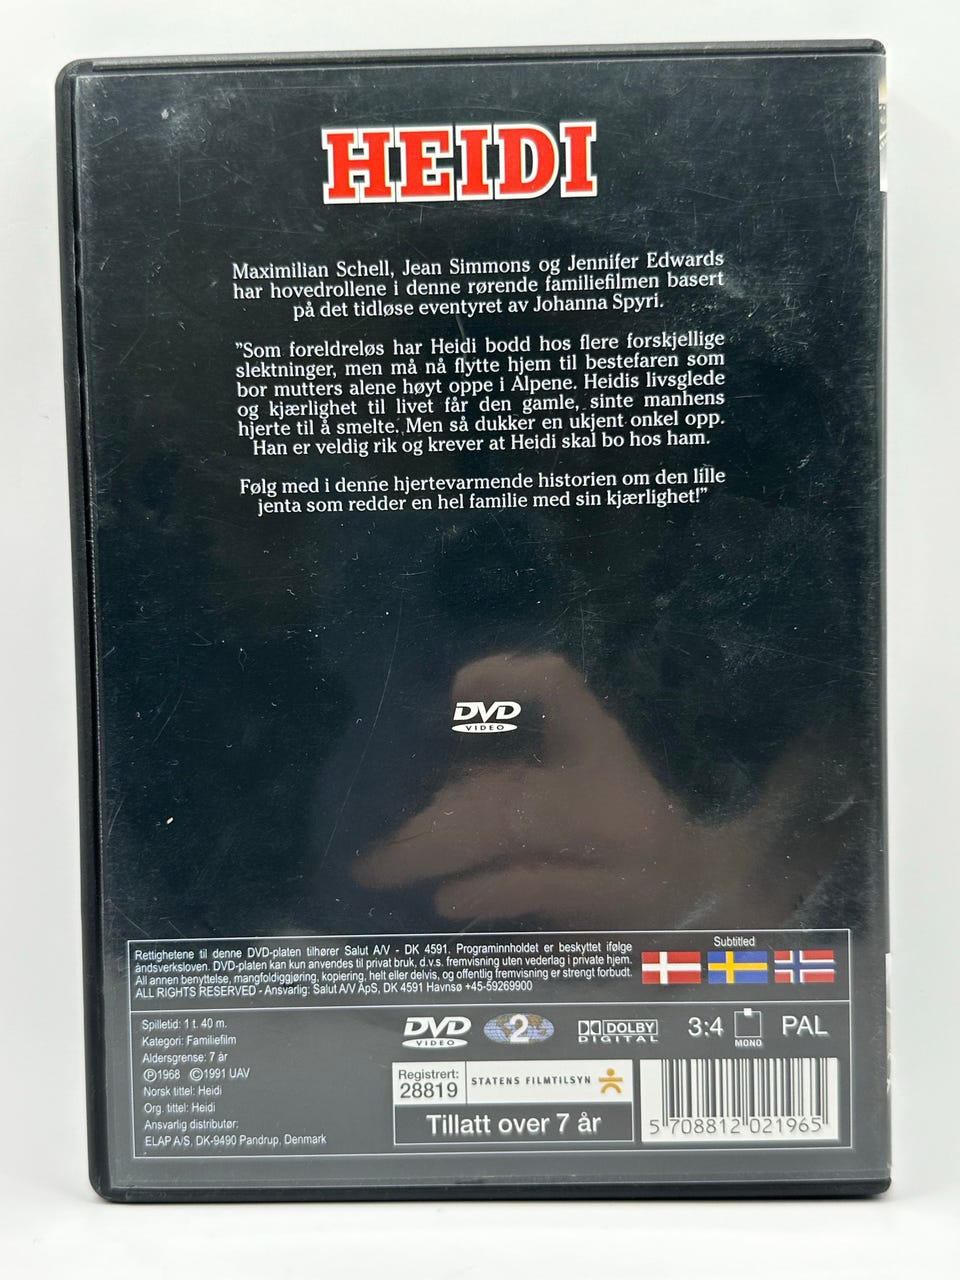 HEIDI
Maximilian Schell, Jean Simmons og Jennifer Edwards
har hovedrollene i denne rørende familiefilmen basert
på det tidløse eventyret av Johanna Spyri.
"Som foreldreløs har Heidi bodd hos flere forskjellige
slektninger, men må nå flytte hjem til bestefaren som
bor mutters alene høyt oppe i Alpene. Heidis livsglede
og kjærlighet til livet får den gamle, sinte manhens
hjerte til å smelte. Men så dukker en ukjent onkel opp.
Han er veldig rik og krever at Heidi skal bo hos ham.
Følg med i denne hjertevarmende historien om den lille
jenta som redder en hel familie med sin kjærlighet!"
DVD
VIDEO
Rettighetene til denne DVD-platen tilhører Salut A/V - DK 4591. Programinnholdet er beskyttet ifølge
åndsverksloven. DVD-platen kan kun anvendes til privat bruk, d.v.s. fremvisning uten vederlag i private hjem.
All annen benyttelse, mangfoldiggjøring, kopiering, helt eller delvis, og offentlig fremvisning er strengt forbudt.
ALL RIGHTS RESERVED - Ansvarlig: Salut A/V ApS, DK 4591 Havnsø +45-59269900
Subtitled
Spilletid: 1 t. 40 m.
Kategori: Familiefilm
Aldersgrense: 7 år
Ⓟ1968 ©1991 UAV
Norsk tittel: Heidi
Org. tittel: Heidi
Ansvarlig distributør:
ELAP A/S, DK-9490 Pandrup, Denmark
DVD
VIDEO
2
DOLBY
DIGITAL
3:4
MONO
PAL
Registrert:
28819
STATENS FILMTILSYN
Tillatt over 7 år
5 708812 021965